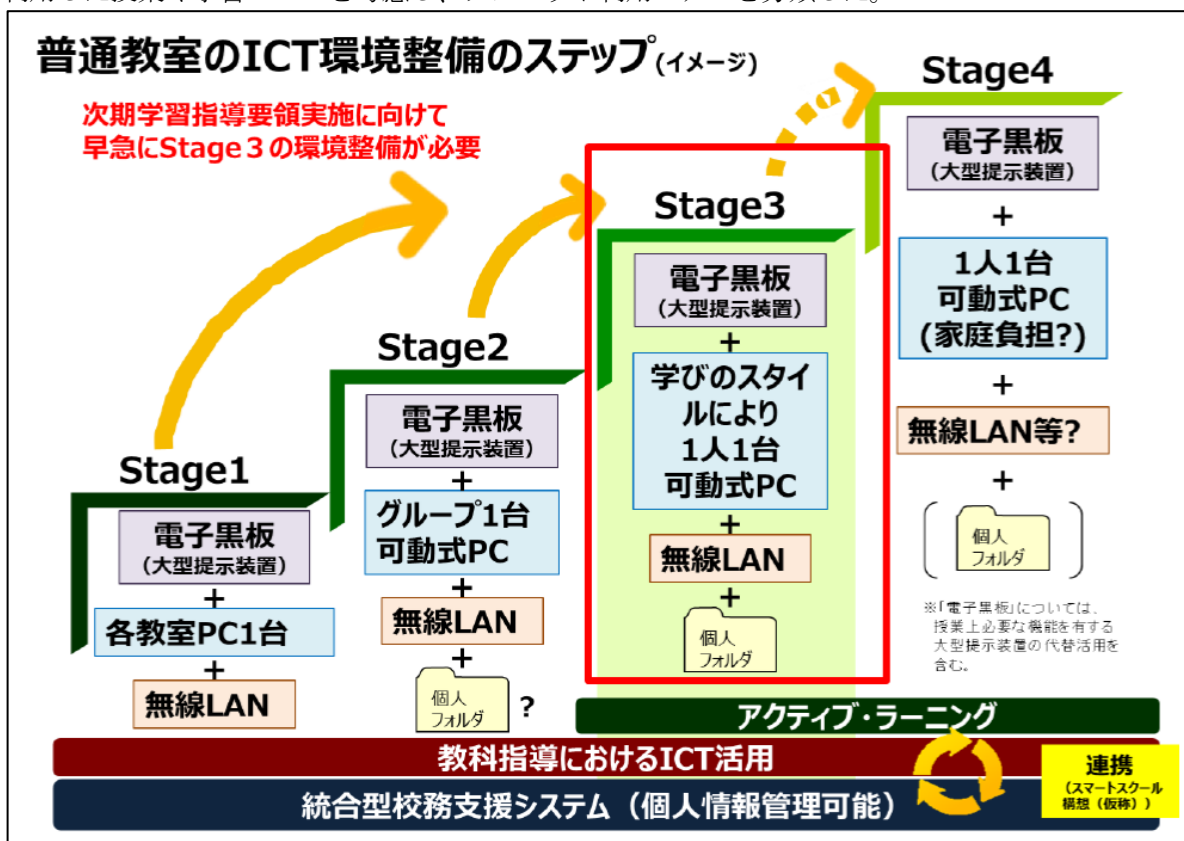 普通教室のICT環境整備のステップ(イメージ)
次期学習指導要領実施に向けて
早急にStage３の環境整備が必要
Stage1
電子黒板
（大型提示装置）
+
各教室PC1台
+
無線LAN
Stage2
電子黒板
（大型提示装置）
+
グループ1台
可動式PC
+
無線LAN
+
個人
フォルダ
?
Stage3
電子黒板
（大型提示装置）
+
学びのスタイ
ルにより
1人1台
可動式PC
+
無線LAN
+
個人
フォルダ
Stage4
電子黒板
（大型提示装置）
+
1人1台
可動式PC
(家庭負担?)
+
無線LAN等?
+
個人
フォルダ
※「電子黒板」については、
授業上必要な機能を有する
大型提示装置の代替活用を
含む。
アクティブ・ラーニング
教科指導におけるICT活用
統合型校務支援システム（個人情報管理可能）
連携
（スマートスクール
構想（仮称））